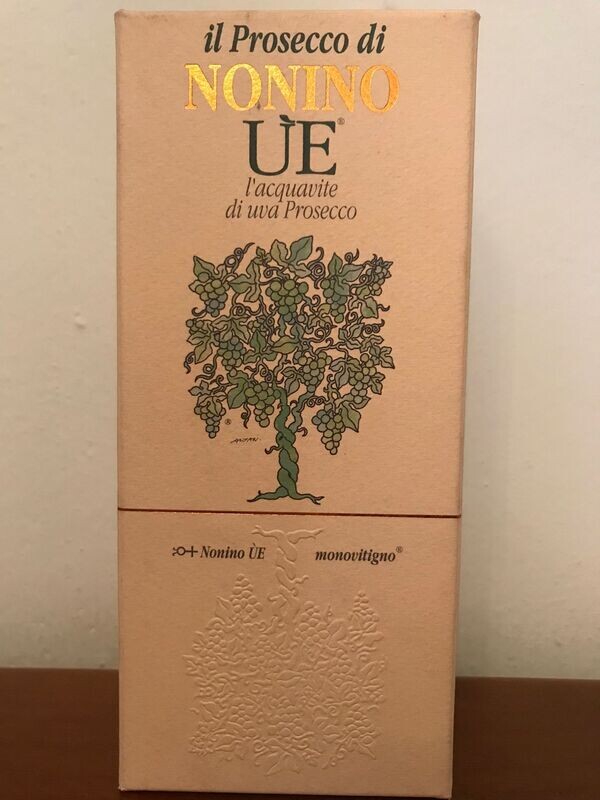 il Prosecco di
NONINO
ÙE®
l'acquavite
di uva Prosecco
®
Nonino ÙE monovitigno®